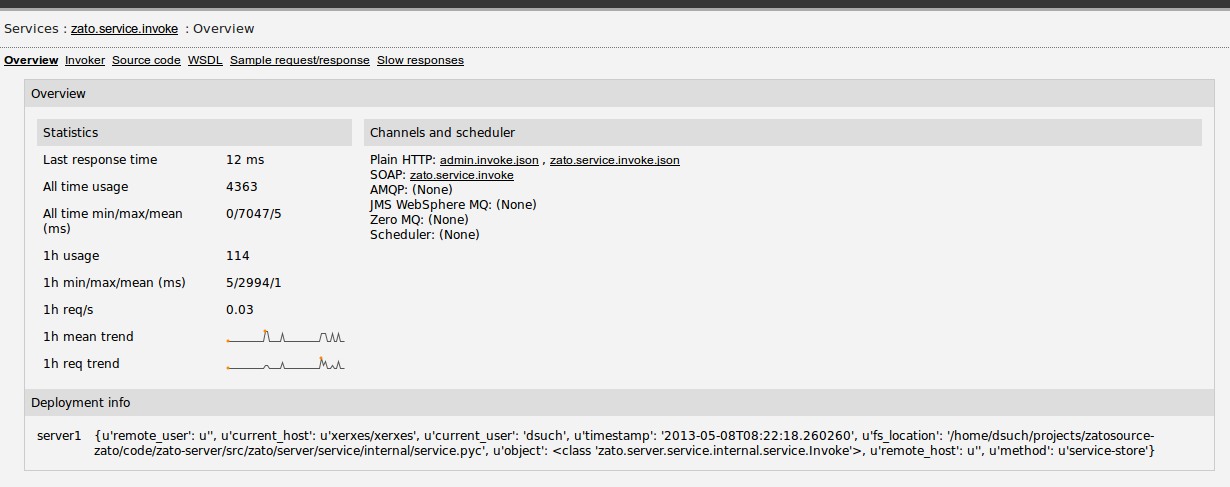 Services : zato.service.invoke : Overview
Overview Invoker Source code WSDL Sample request/response Slow responses
Overview
Statistics
Last response time 12 ms
All time usage 4363
All time min/max/mean (ms) 0/7047/5
1h usage 114
1h min/max/mean (ms) 5/2994/1
1h req/s 0.03
1h mean trend
1h req trend
Channels and scheduler
Plain HTTP: admin.invoke.json , zato.service.invoke.json
SOAP: zato.service.invoke
AMQP: (None)
JMS WebSphere MQ: (None)
Zero MQ: (None)
Scheduler: (None)
Deployment info
server1 {u'remote_user': u'', u'current_host': u'xerxes/xerxes', u'current_user': 'dsuch', u'timestamp': '2013-05-08T08:22:18.260260', u'fs_location': '/home/dsuch/projects/zatosource-
zato/code/zato-server/src/zato/server/service/internal/service.pyc', u'object': <class 'zato.server.service.internal.service.Invoke'>, u'remote_host': u'', u'method': u'service-store'}